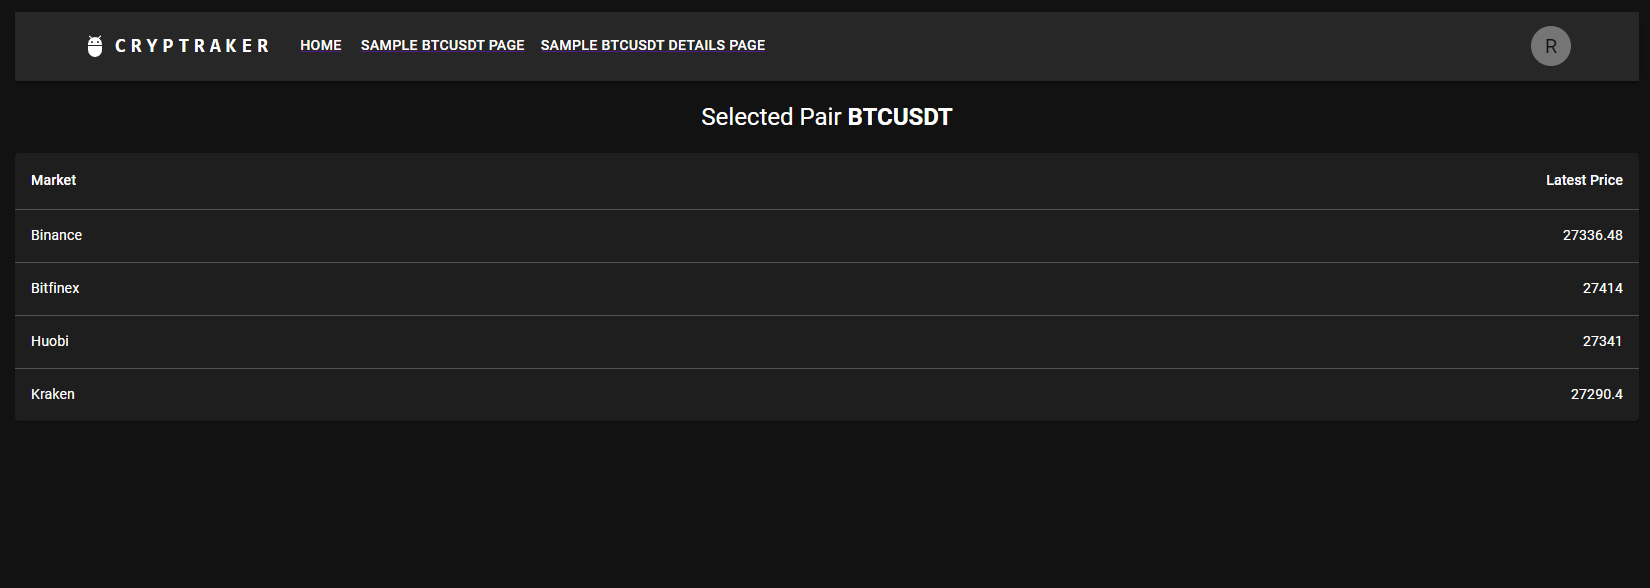 CRYPTRAKER HOME SAMPLE BTCUSDT PAGE SAMPLE BTCUSDT DETAILS PAGE R
Selected Pair BTCUSDT
Market Latest Price
Binance 27336.48
Bitfinex 27414
Huobi 27341
Kraken 27290.4